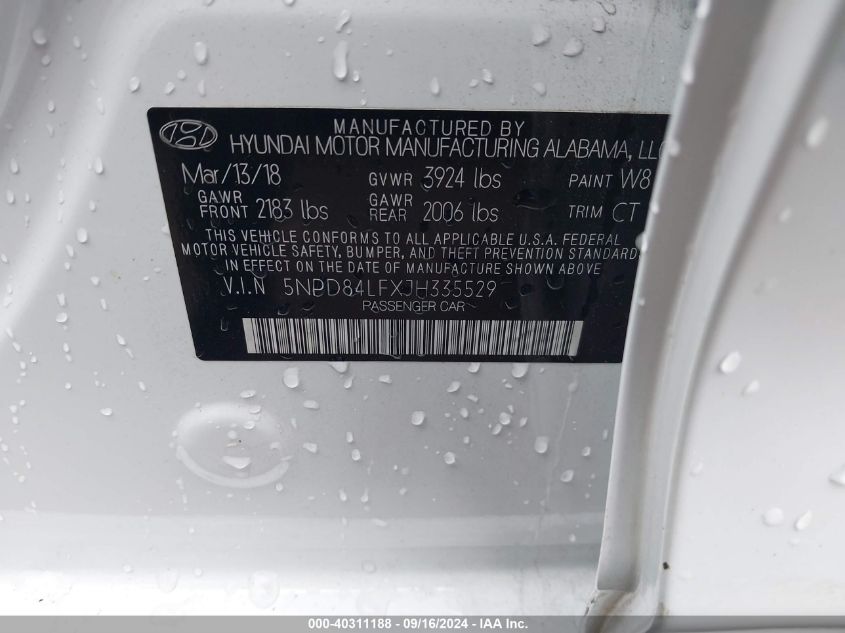 MANUFACTURED BY
HYUNDAI MOTOR MANUFACTURING ALABAMA, LLC
Mar/13/18 GVWR 3924 lbs PAINT W8
GAWR FRONT 2183 lbs GAWR REAR 2006 lbs TRIM CT
THIS VEHICLE CONFORMS TO ALL APPLICABLE U.S.A. FEDERAL
MOTOR VEHICLE SAFETY, BUMPER, AND THEFT PREVENTION STANDARDS
IN EFFECT ON THE DATE OF MANUFACTURE SHOWN ABOVE
V.I.N 5NPD84LFXJH335529
PASSENGER CAR
000-40311188 - 09/16/2024 - IAA Inc.